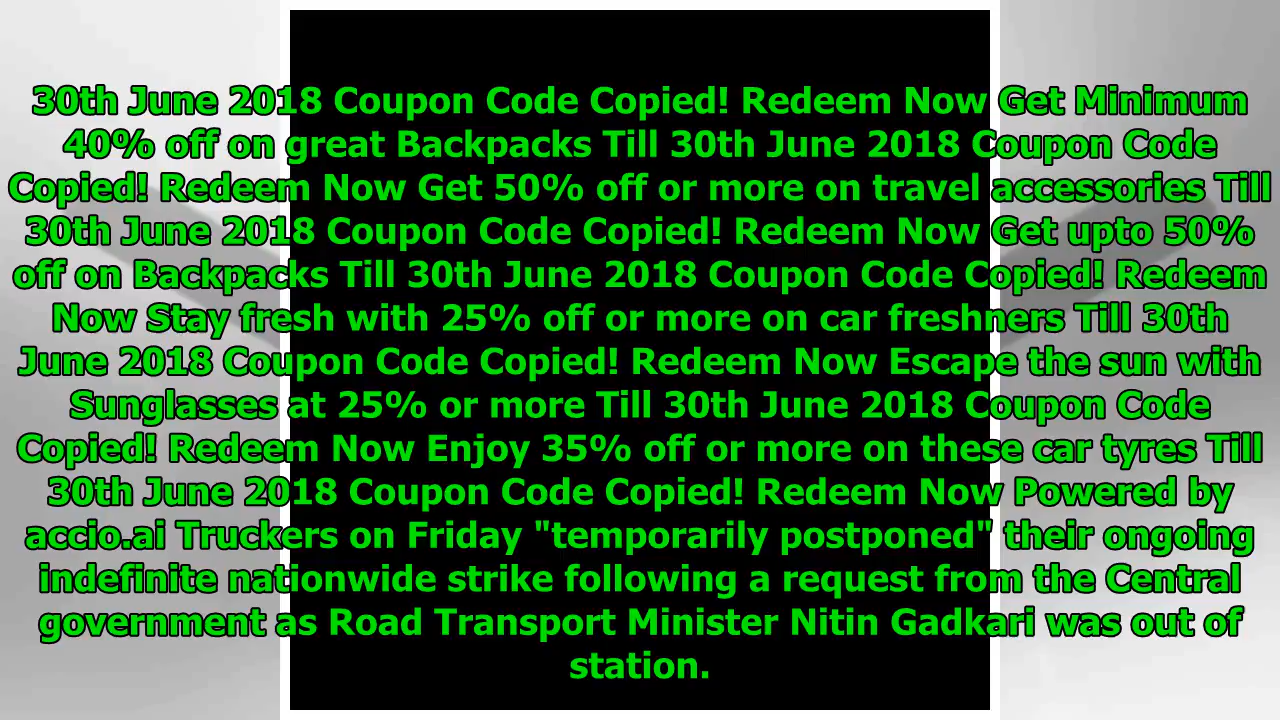 30th June 2018 Coupon Code Copied! Redeem Now Get Minimum
40% off on great Backpacks Till 30th June 2018 Coupon Code
Copied! Redeem Now Get 50% off or more on travel accessories Till
30th June 2018 Coupon Code Copied! Redeem Now Get upto 50%
off on Backpacks Till 30th June 2018 Coupon Code Copied! Redeem
Now Stay fresh with 25% off or more on car freshners Till 30th
June 2018 Coupon Code Copied! Redeem Now Escape the sun with
Sunglasses at 25% or more Till 30th June 2018 Coupon Code
Copied! Redeem Now Enjoy 35% off or more on these car tyres Till
30th June 2018 Coupon Code Copied! Redeem Now Powered by
accio.ai Truckers on Friday "temporarily postponed" their ongoing
indefinite nationwide strike following a request from the Central
government as Road Transport Minister Nitin Gadkari was out of
station.